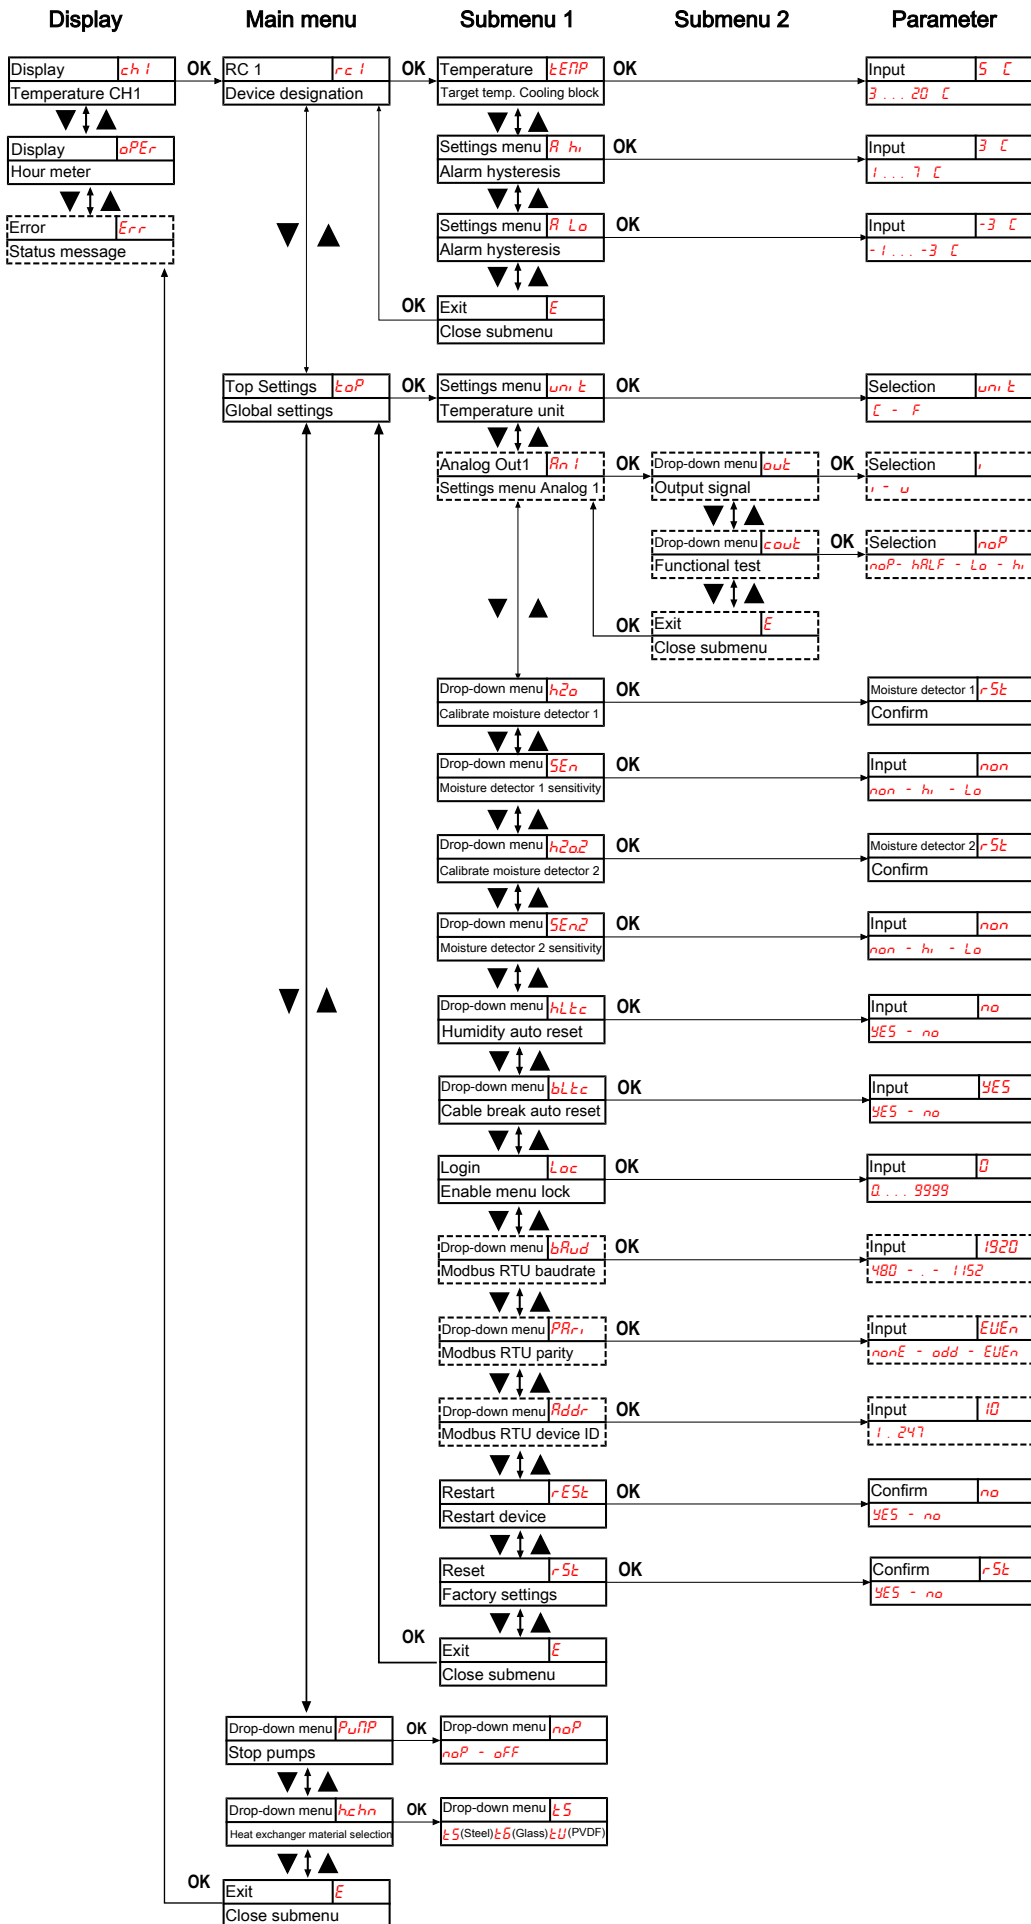 Display Main menu Submenu 1 Submenu 2 Parameter
Display ch1 OK RC 1 rc1 OK Temperature tEMP OK Input 5 C
Temperature CH1 Device designation Target temp. Cooling block 3 ... 20 C
Display oPEr Settings menu A hi OK Input 3 C
Hour meter Alarm hysteresis 1 ... 7 C
Error Err Settings menu A Lo OK Input -3 C
Status message Alarm hysteresis -1 ... -3 C
OK Exit E
Close submenu
Top Settings toP OK Settings menu unit OK Selection unit
Global settings Temperature unit C - F
Analog Out1 An1 OK Drop-down menu out OK Selection i
Settings menu Analog 1 Output signal i - u
Drop-down menu cout OK Selection noP
Functional test noP- hALF - Lo - hi
OK Exit E
Close submenu
Drop-down menu h2o OK Moisture detector 1 rSt
Calibrate moisture detector 1 Confirm
Drop-down menu SEn OK Input non
Moisture detector 1 sensitivity non - hi - Lo
Drop-down menu h2o.2 OK Moisture detector 2 rSt
Calibrate moisture detector 2 Confirm
Drop-down menu SEn.2 OK Input non
Moisture detector 2 sensitivity non - hi - Lo
Drop-down menu hLtc OK Input no
Humidity auto reset YES - no
Drop-down menu bLtc OK Input YES
Cable break auto reset YES - no
Login Loc OK Input 0
Enable menu lock 0. ... 9999
Drop-down menu bAud OK Input 1920
Modbus RTU baudrate 480 - . - 1152
Drop-down menu PAri OK Input EUEn
Modbus RTU parity nonE - odd - EUEn
Drop-down menu Addr OK Input 10
Modbus RTU device ID 1 . 247
Restart rESt OK Confirm no
Restart device YES - no
Reset rSt OK Confirm rSt
Factory settings YES - no
OK Exit E
Close submenu
Drop-down menu PuMP OK Drop-down menu noP
Stop pumps noP - oFF
Drop-down menu h.chn OK Drop-down menu tS
Heat exchanger material selection tS(Steel) tG(Glass) tU(PVDF)
OK Exit E
Close submenu